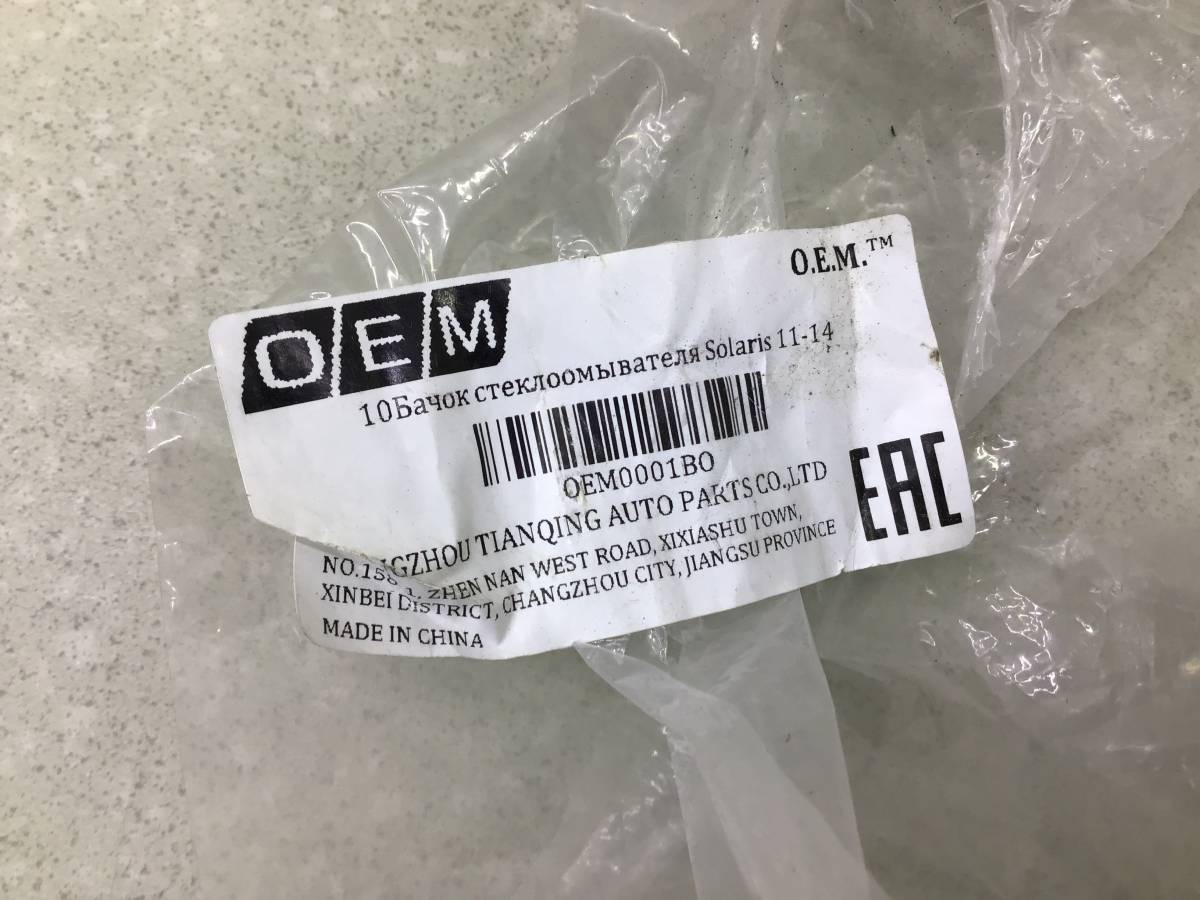 OEM
O.E.M.™
10Бачок стеклоомывателя Solaris 11-14
OEM0001BO
EAC
TIANQING AUTO PARTS CO.,LTD
ZHEN NAN WEST ROAD, XIXIASHU TOWN,
XINBEI DISTRICT, CHANGZHOU CITY, JIANGSU PROVINCE
MADE IN CHINA